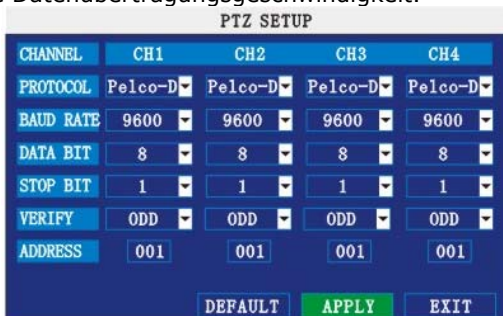 Datenübertragungsgeschwindigkeit.
PTZ SETUP
CHANNEL CH1 CH2 CH3 CH4
PROTOCOL Pelco-D Pelco-D Pelco-D Pelco-D
BAUD RATE 9600 9600 9600 9600
DATA BIT 8 8 8 8
STOP BIT 1 1 1 1
VERIFY ODD ODD ODD ODD
ADDRESS 001 001 001 001
DEFAULT APPLY EXIT